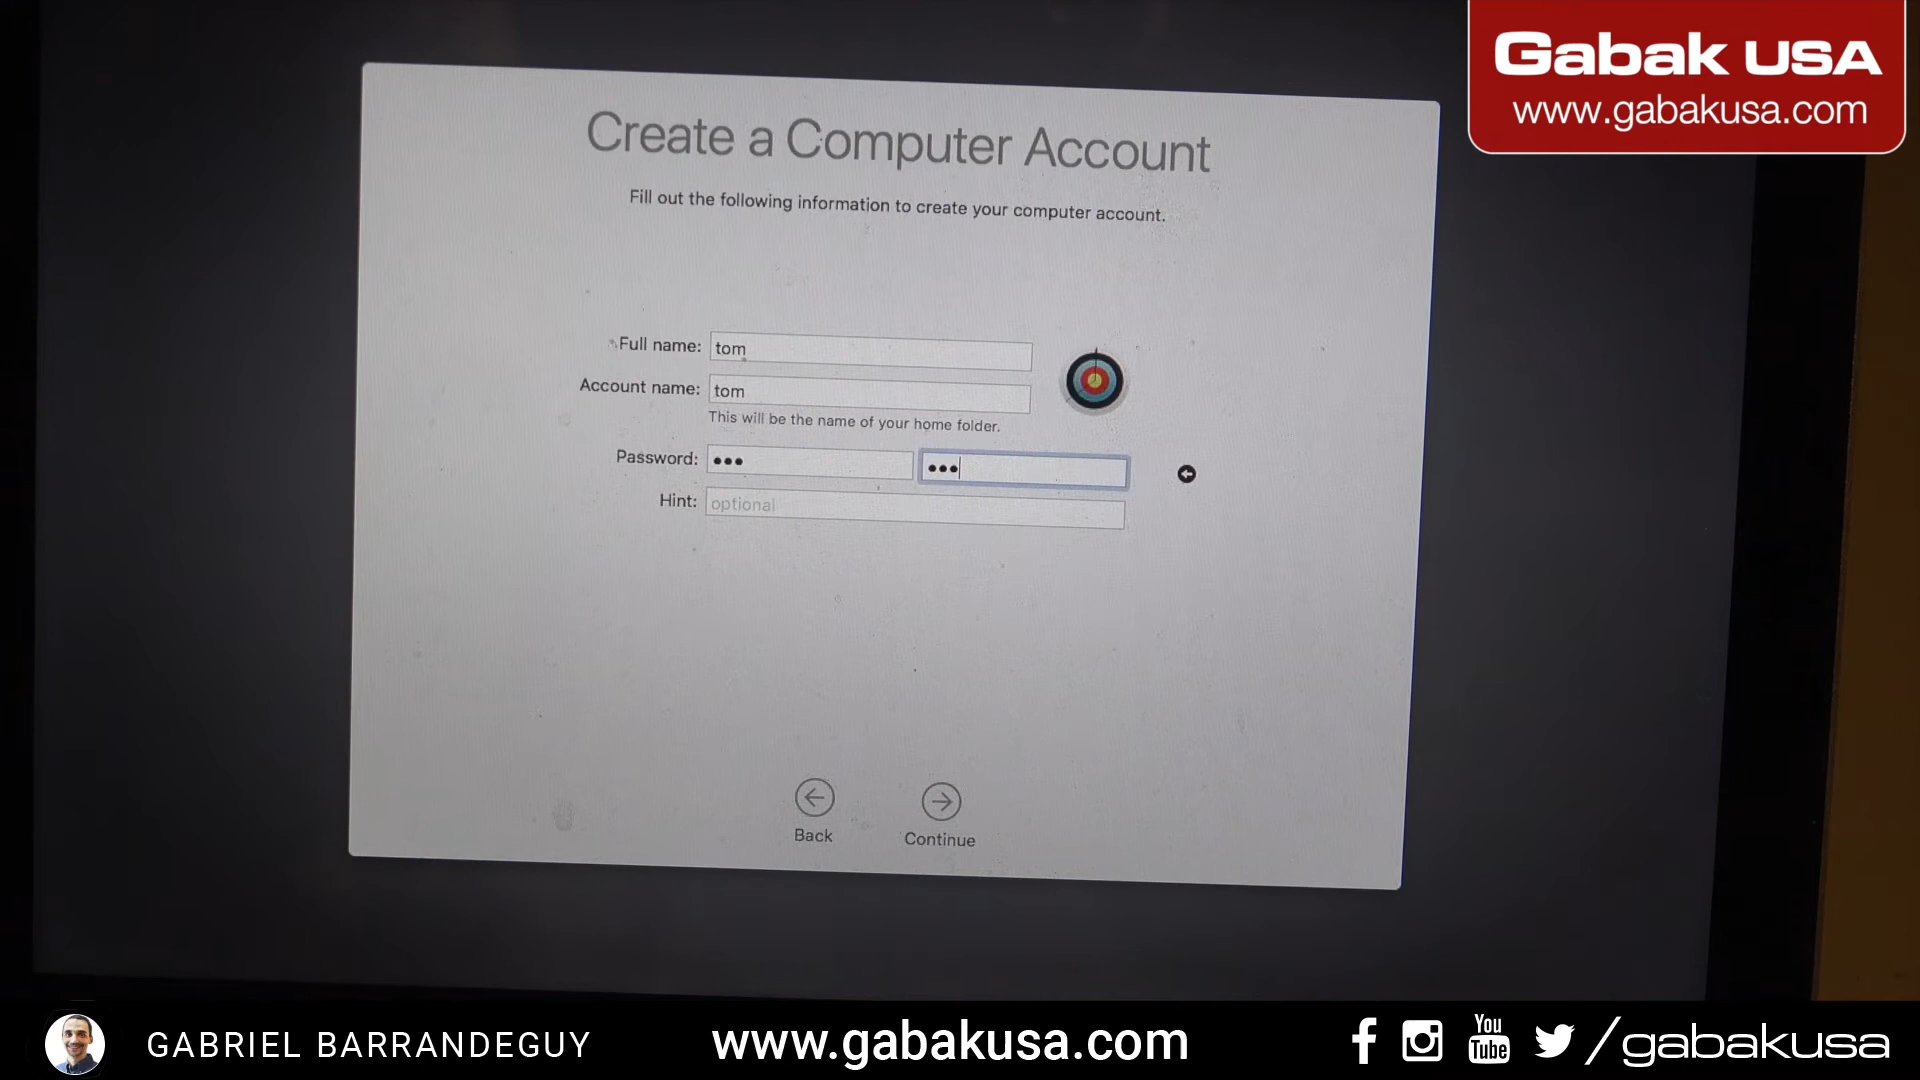 Gabak USA
www.gabakusa.com
Create a Computer Account
Fill out the following information to create your computer account.
Full name: tom
Account name: tom
This will be the name of your home folder.
Password: ••• •••
Hint: optional
Back Continue
GABRIEL BARRANDEGUY www.gabakusa.com You Tube /gabakusa